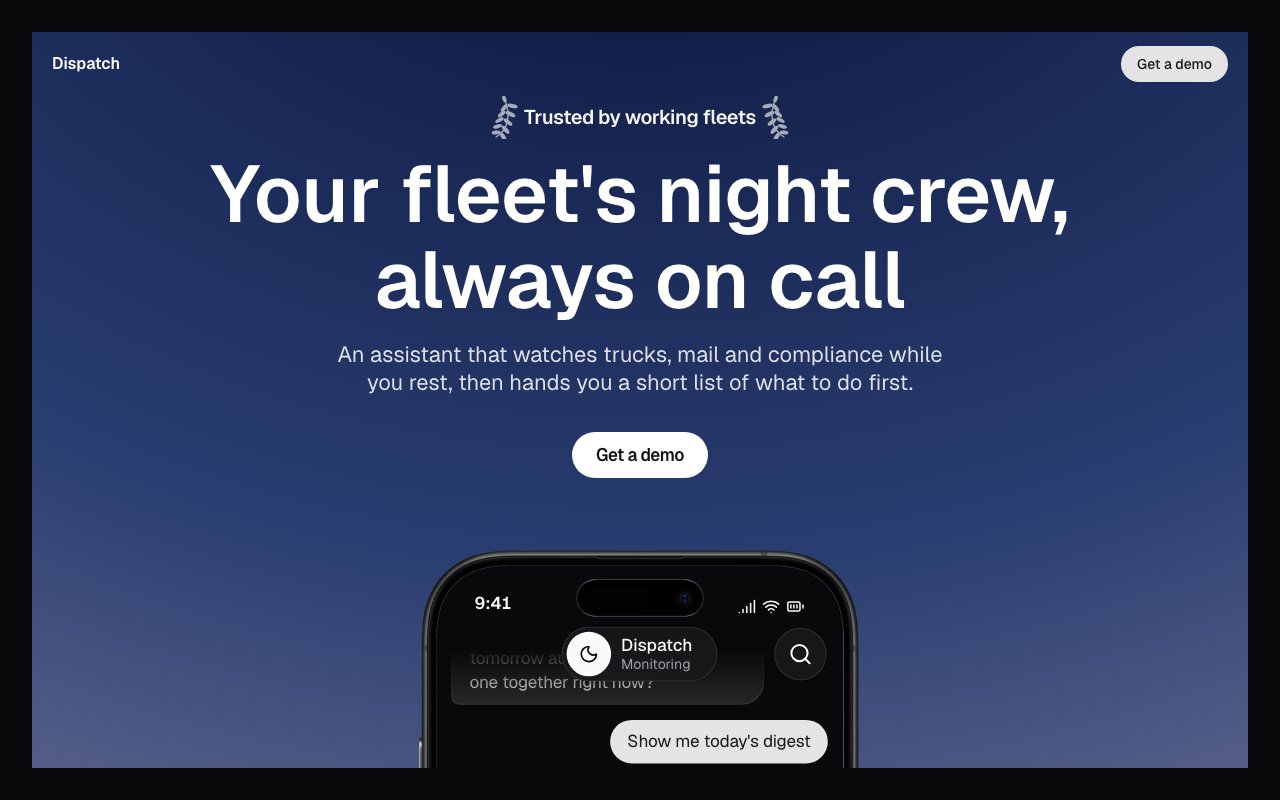 Dispatch
Get a demo
Trusted by working fleets
Your fleet's night crew,
always on call
An assistant that watches trucks, mail and compliance while
you rest, then hands you a short list of what to do first.
Get a demo
9:41
Dispatch
Monitoring
tomorrow
one together right now?
Show me today's digest